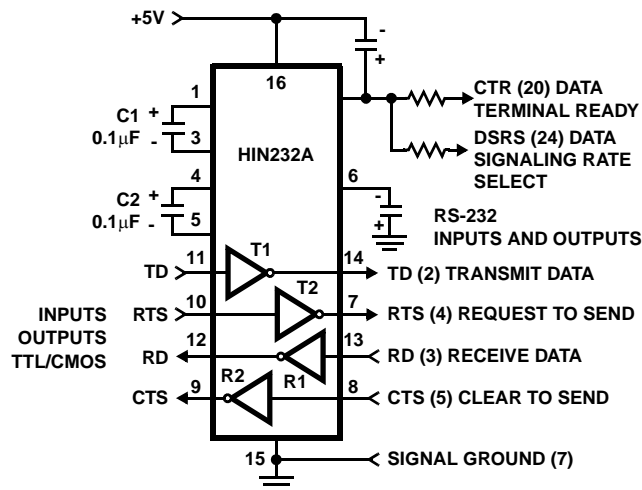 +5V
-
+
16
1
CTR (20) DATA
TERMINAL READY
C1
0.1μF
+
-
3
HIN232A
DSRS (24) DATA
SIGNALING RATE
SELECT
4
6
C2
0.1μF
+
-
5
-
+
RS-232
INPUTS AND OUTPUTS
11
T1
14
TD
TD (2) TRANSMIT DATA
10
T2
7
INPUTS
OUTPUTS
TTL/CMOS
RTS
RTS (4) REQUEST TO SEND
12
13
RD
R1
RD (3) RECEIVE DATA
9
R2
8
CTS
CTS (5) CLEAR TO SEND
15
SIGNAL GROUND (7)